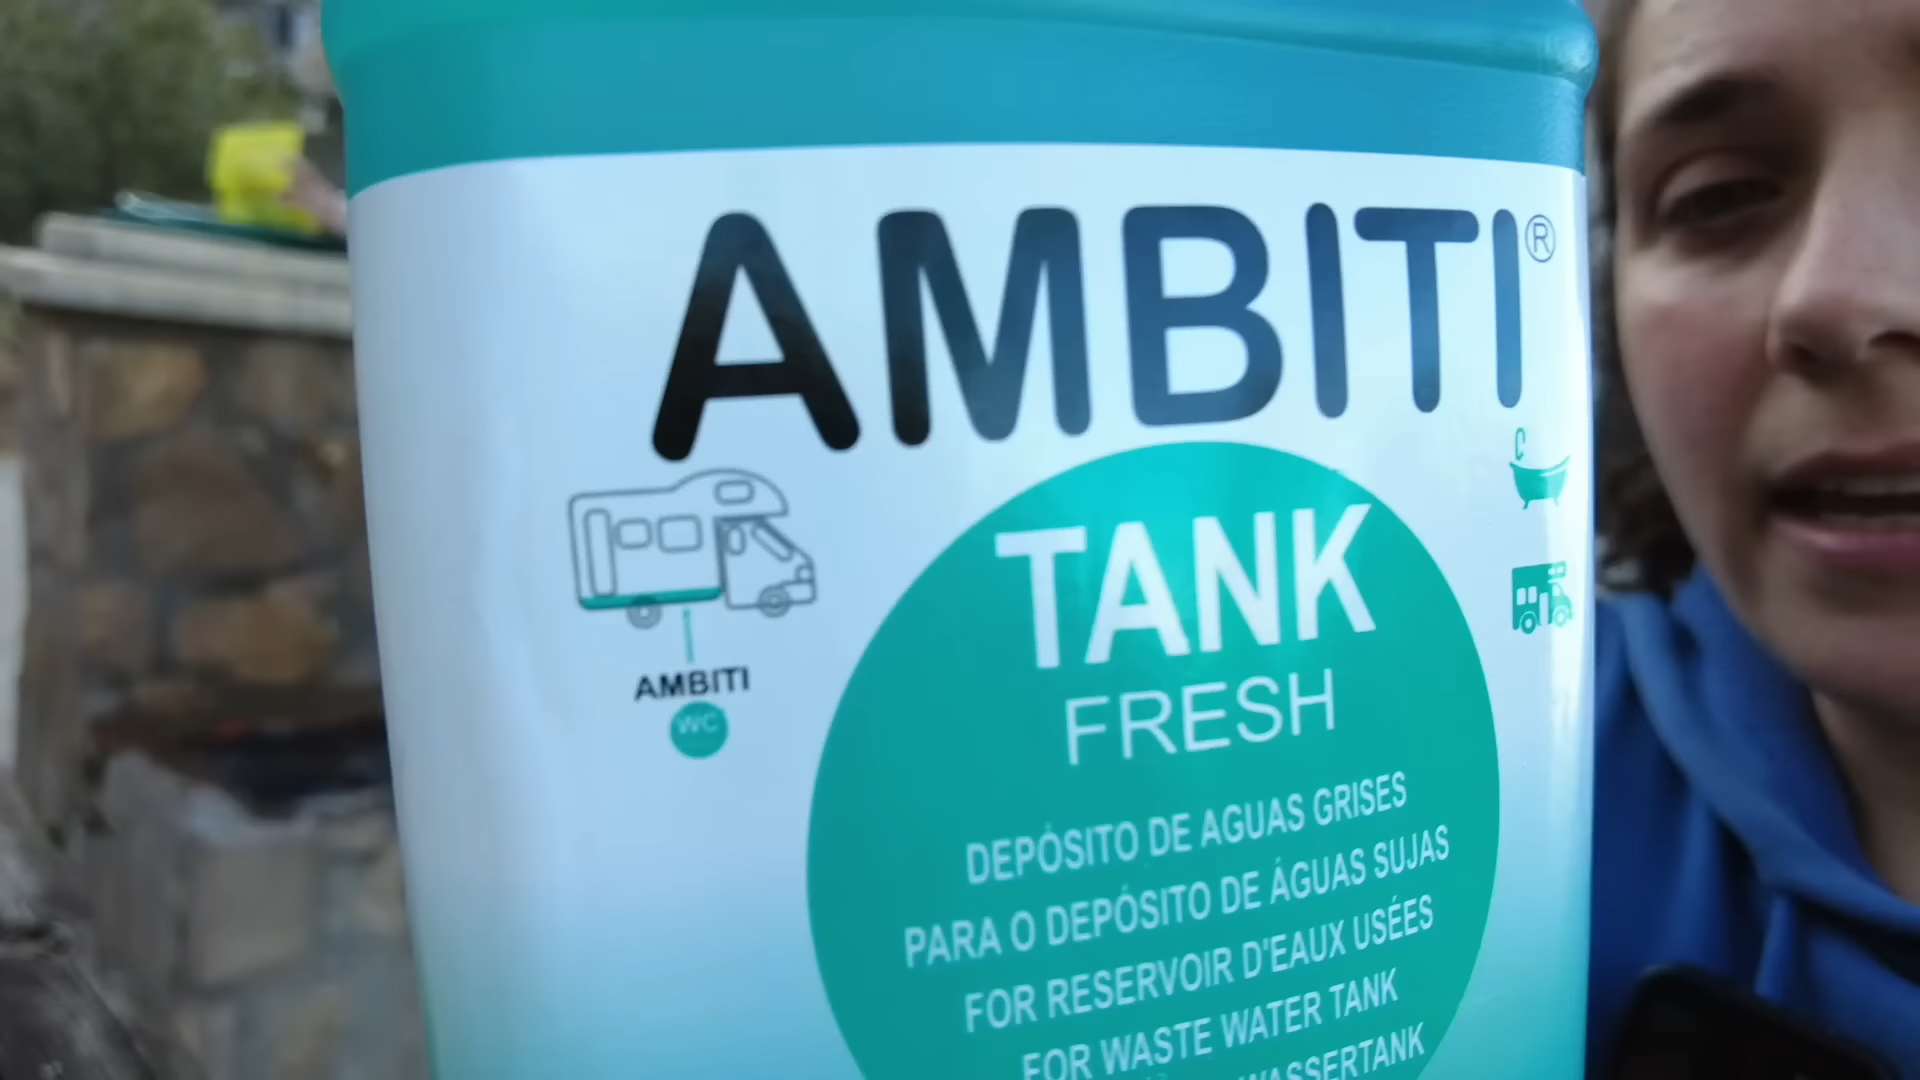 AMBITI®
TANK
FRESH
AMBITI
WC
DEPÓSITO DE AGUAS GRISES
PARA O DEPÓSITO DE ÁGUAS SUJAS
FOR RESERVOIR D'EAUX USÉES
FOR WASTE WATER TANK